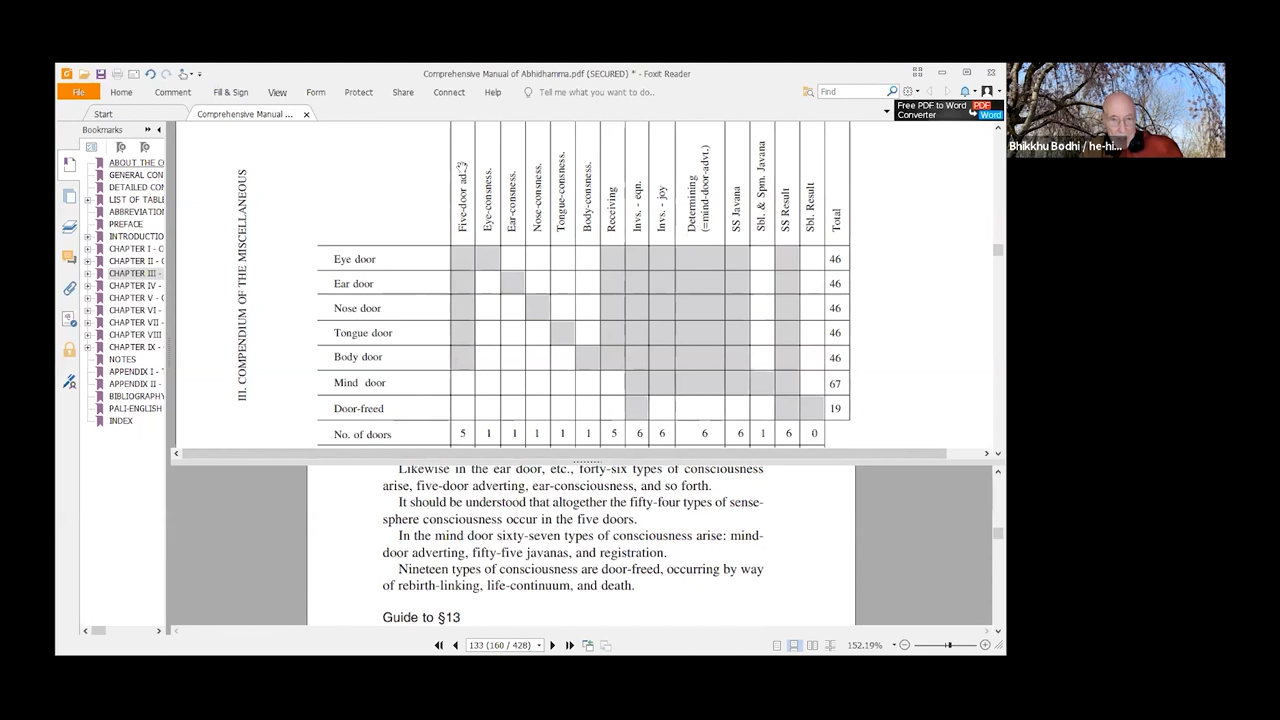 Comprehensive Manual of Abhidhamma.pdf (SECURED) * - Foxit Reader
File Home Comment Fill & Sign View Form Protect Share Connect Help Tell me what you want to do.. Find
Start Comprehensive Manual ... Free PDF to Word Converter PDF Word
Bookmarks
ABOUT THE C
GENERAL CON
DETAILED CON
LIST OF TABLE
ABBREVIATION
PREFACE
INTRODUCTIO
CHAPTER I - C
CHAPTER II - C
CHAPTER III -
CHAPTER IV -
CHAPTER V - C
CHAPTER VI -
CHAPTER VII -
CHAPTER VIII
CHAPTER IX -
NOTES
APPENDIX I - T
APPENDIX II -
BIBLIOGRAPHY
PALI-ENGLISH
INDEX
III. COMPENDIUM OF THE MISCELLANEOUS
Five-door Eye-consness. Ear-consness. Nose-consness. Tongue-consness. Body-consness. Receiving Invs. - eqn. Invs. - joy Determining (=mind-door-advt.) SS Javana Sbl. & Spm. Javana SS Result Sbl. Result Total
Eye door 46
Ear door 46
Nose door 46
Tongue door 46
Body door 46
Mind door 67
Door-freed 19
No. of doors 5 1 1 1 1 1 5 6 6 6 6 1 6 0
Likewise in the ear door, etc., forty-six types of consciousness
arise, five-door adverting, ear-consciousness, and so forth.
It should be understood that altogether the fifty-four types of sense-
sphere consciousness occur in the five doors.
In the mind door sixty-seven types of consciousness arise: mind-
door adverting, fifty-five javanas, and registration.
Nineteen types of consciousness are door-freed, occurring by way
of rebirth-linking, life-continuum, and death.
Guide to §13
133 (160 / 428) 152.19%
Bhikkhu Bodhi / he-hi...